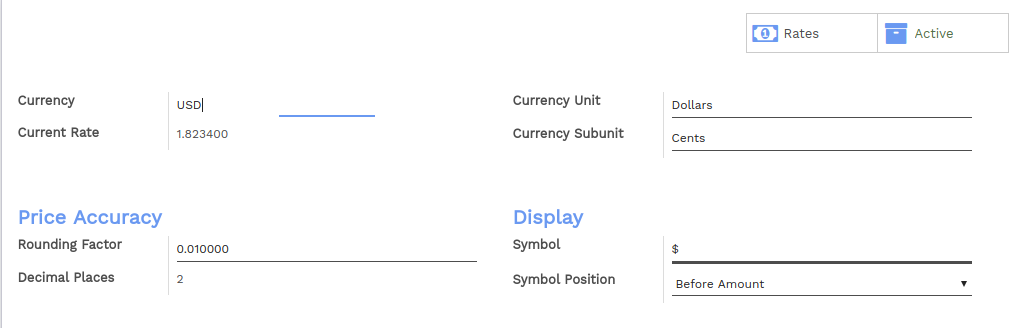 Rates Active
Currency USD Currency Unit Dollars
Current Rate 1.823400 Currency Subunit Cents
Price Accuracy Display
Rounding Factor 0.010000 Symbol $
Decimal Places 2 Symbol Position Before Amount